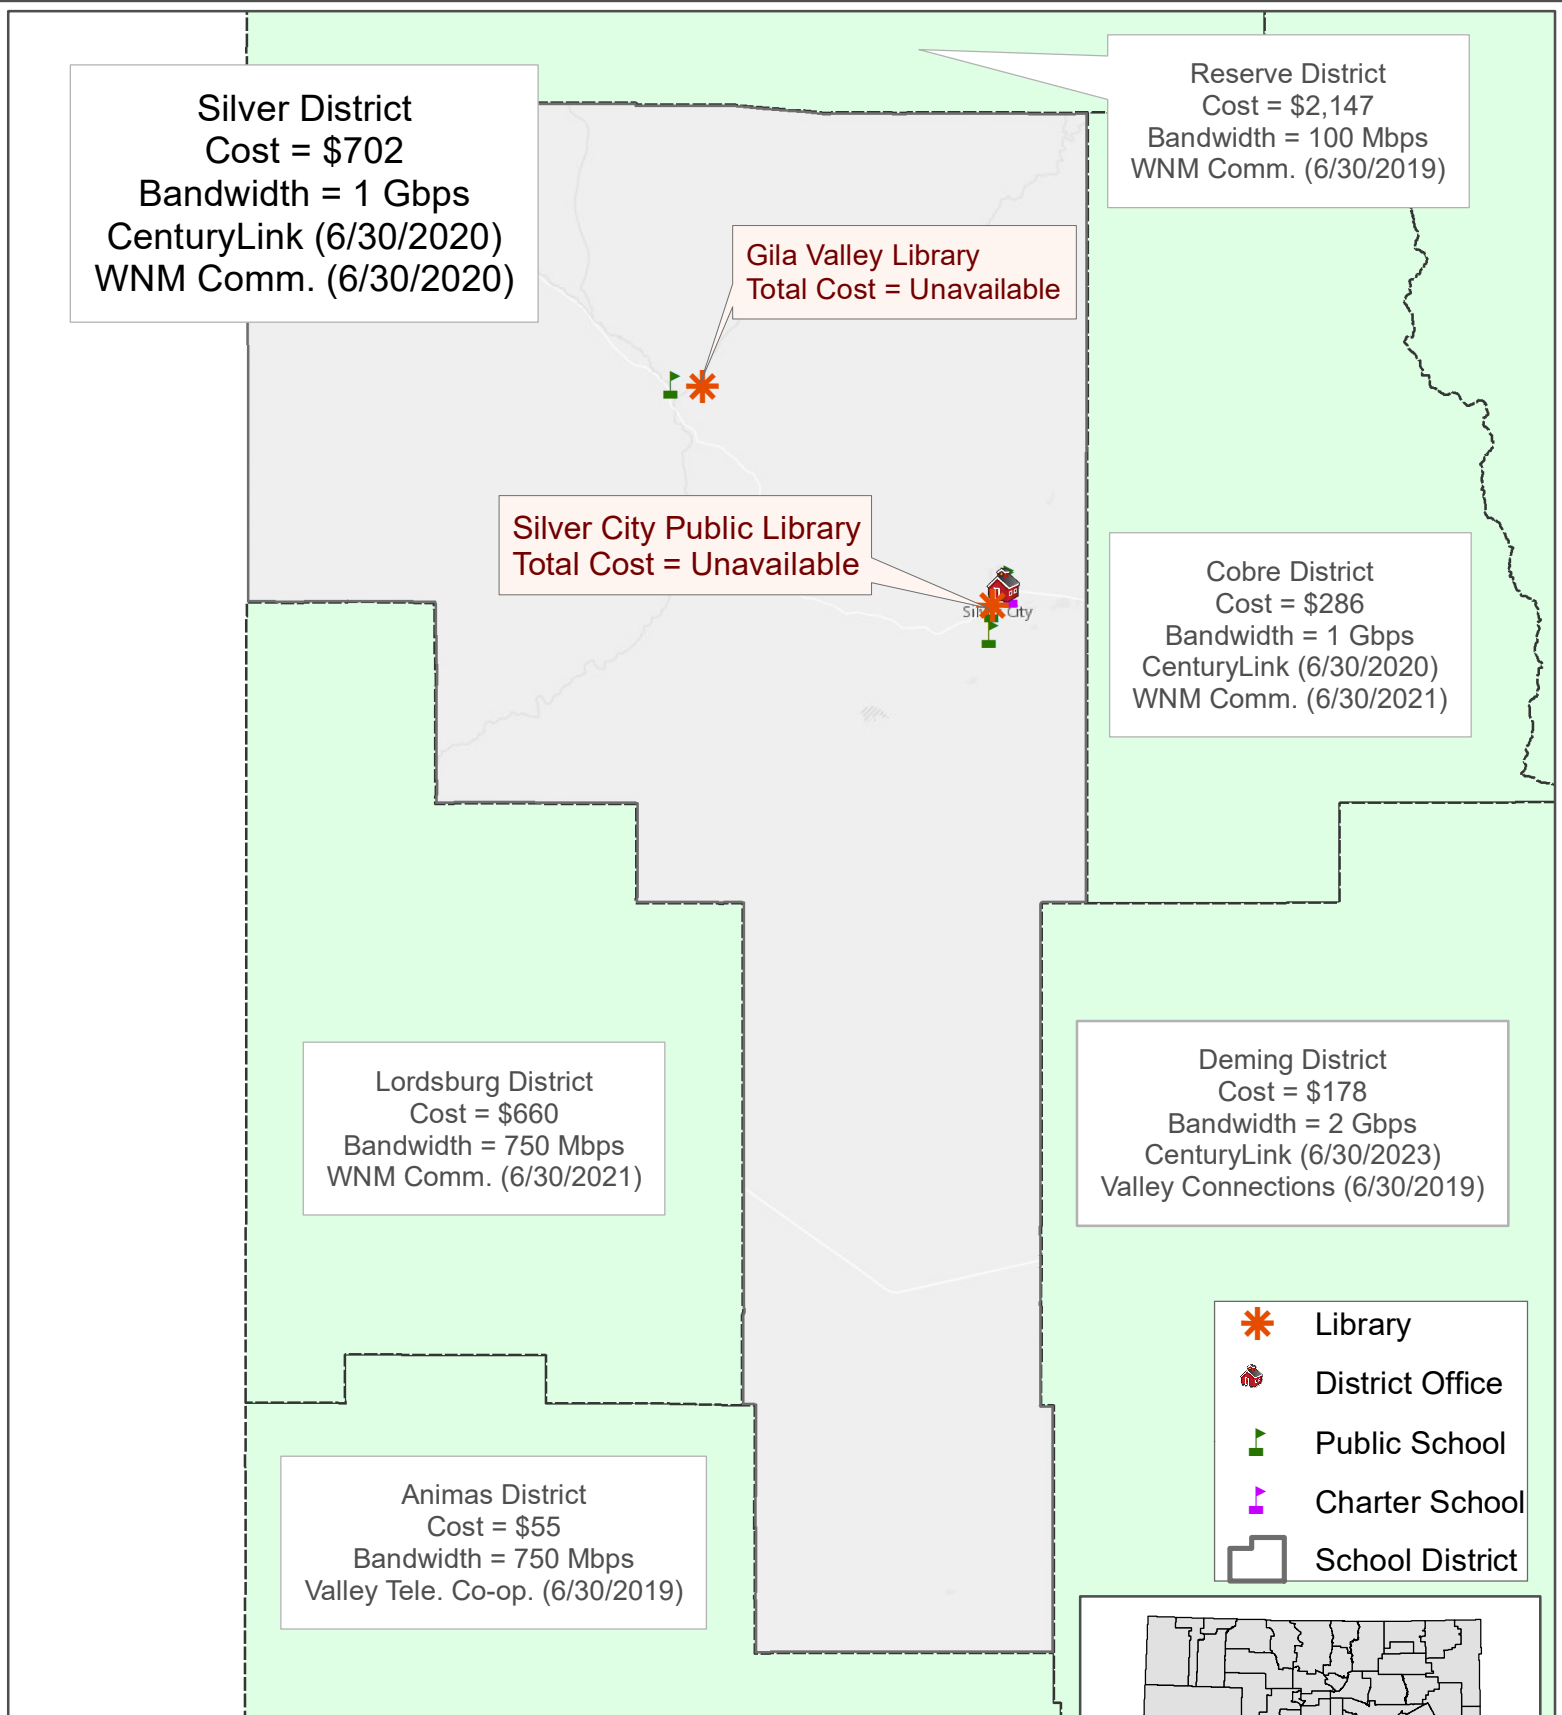 Silver District
Cost = $702
Bandwidth = 1 Gbps
CenturyLink (6/30/2020)
WNM Comm. (6/30/2020)
Reserve District
Cost = $2,147
Bandwidth = 100 Mbps
WNM Comm. (6/30/2019)
Gila Valley Library
Total Cost = Unavailable
Silver City Public Library
Total Cost = Unavailable
City
Cobre District
Cost = $286
Bandwidth = 1 Gbps
CenturyLink (6/30/2020)
WNM Comm. (6/30/2021)
Lordsburg District
Cost = $660
Bandwidth = 750 Mbps
WNM Comm. (6/30/2021)
Deming District
Cost = $178
Bandwidth = 2 Gbps
CenturyLink (6/30/2023)
Valley Connections (6/30/2019)
Animas District
Cost = $55
Bandwidth = 750 Mbps
Valley Tele. Co-op. (6/30/2019)
Library
District Office
Public School
Charter School
School District